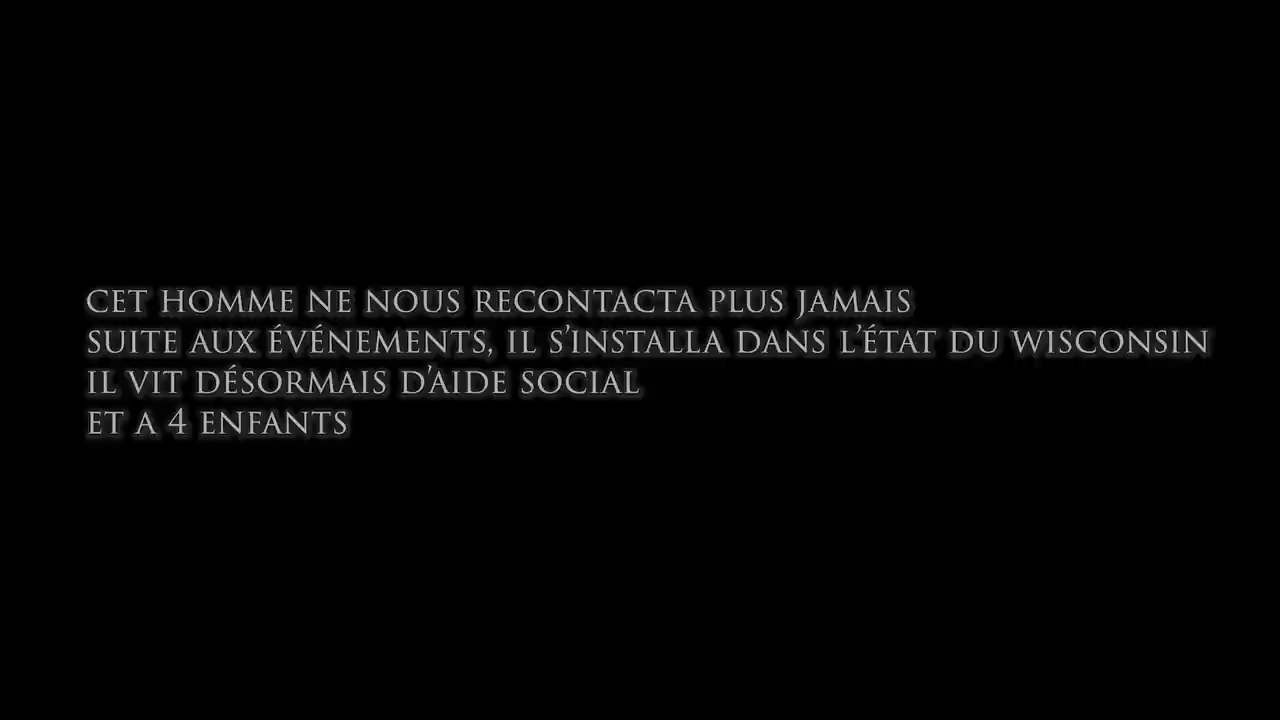 CET HOMME NE NOUS RECONTACTA PLUS JAMAIS
SUITE AUX ÉVÉNEMENTS, IL S'INSTALLA DANS L'ÉTAT DU WISCONSIN
IL VIT DÉSORMAIS D'AIDE SOCIAL
ET A 4 ENFANTS